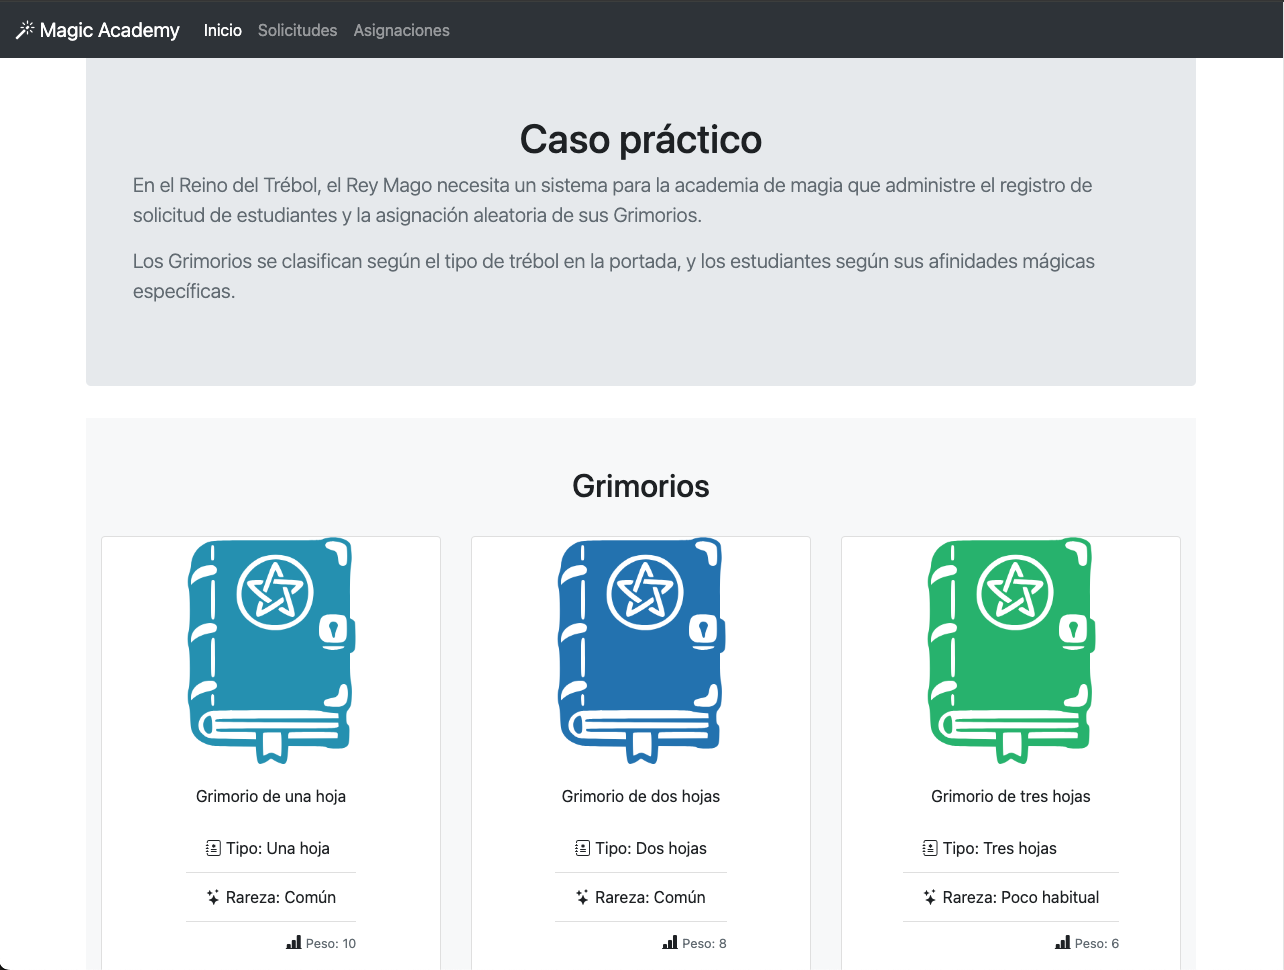 Magic Academy Inicio Solicitudes Asignaciones
Caso práctico
En el Reino del Trébol, el Rey Mago necesita un sistema para la academia de magia que administre el registro de
solicitud de estudiantes y la asignación aleatoria de sus Grimorios.
Los Grimorios se clasifican según el tipo de trébol en la portada, y los estudiantes según sus afinidades mágicas
específicas.
Grimorios
Grimorio de una hoja
Tipo: Una hoja
Rareza: Común
Peso: 10
Grimorio de dos hojas
Tipo: Dos hojas
Rareza: Común
Peso: 8
Grimorio de tres hojas
Tipo: Tres hojas
Rareza: Poco habitual
Peso: 6